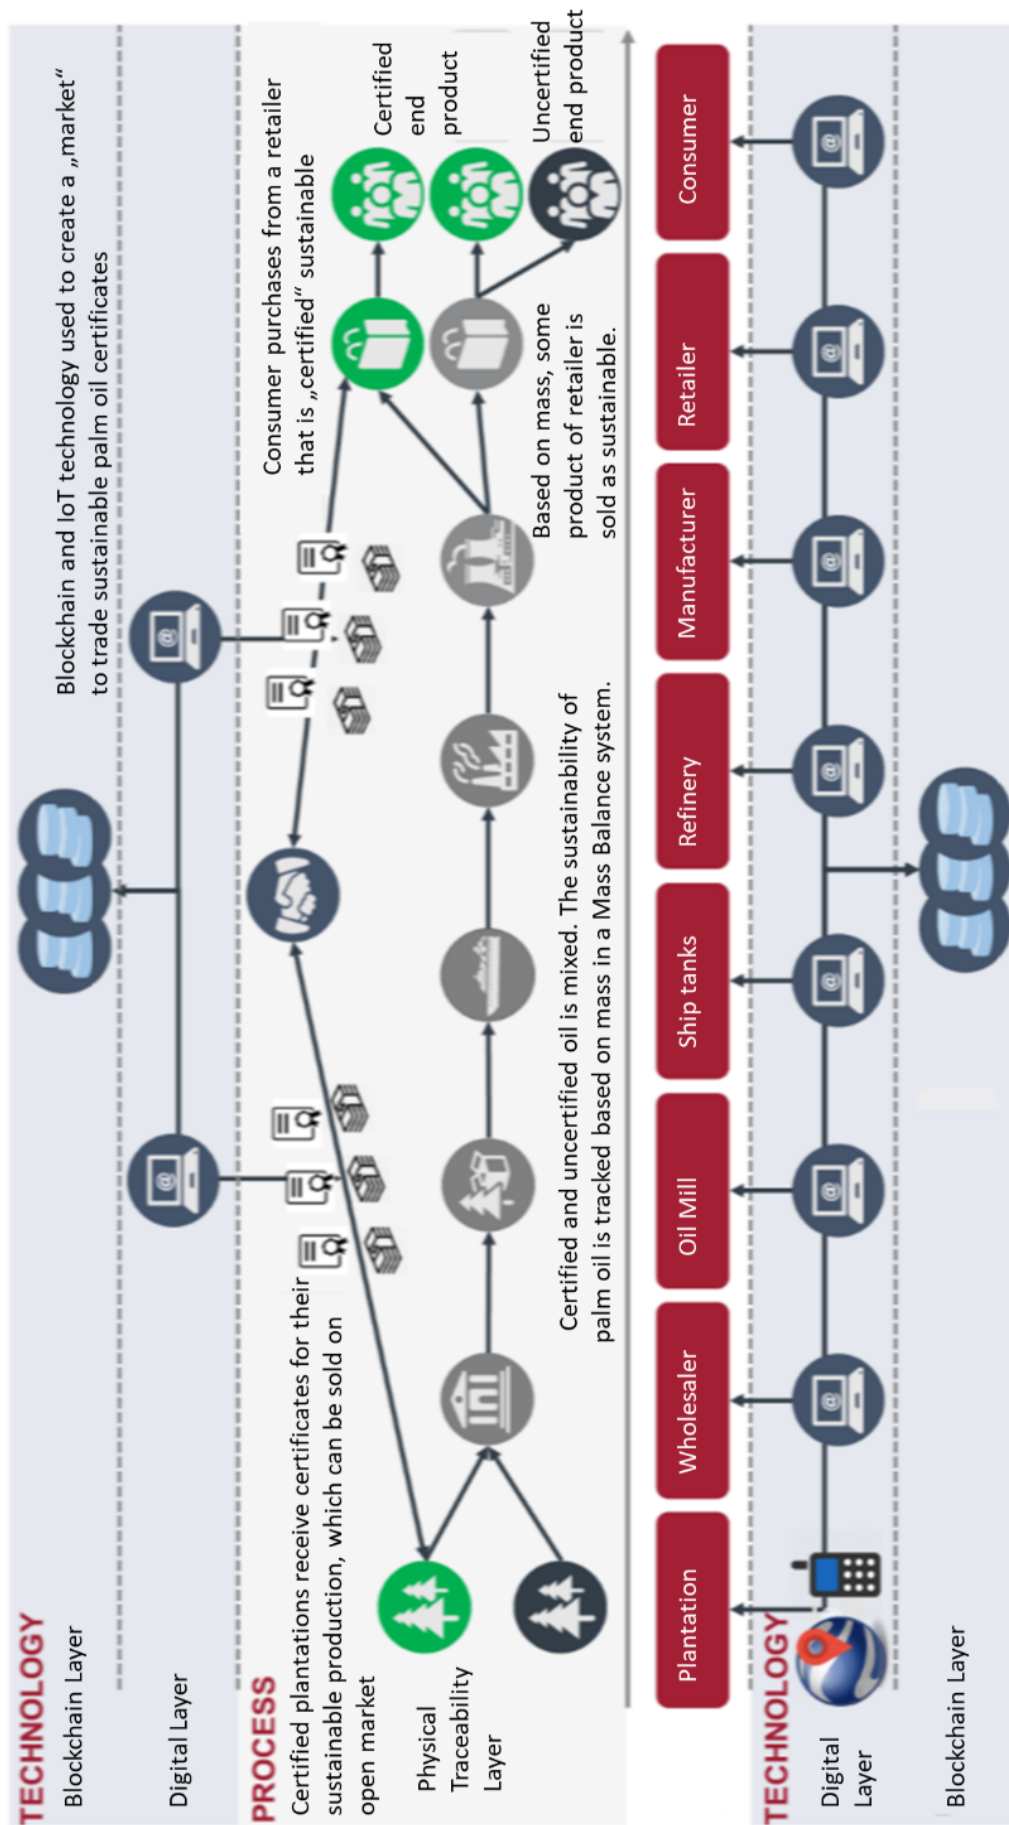 TECHNOLOGY
Blockchain Layer
Blockchain and IoT technology used to create a „market“
to trade sustainable palm oil certificates
Digital Layer
@
@
PROCESS
Certified plantations receive certificates for their
sustainable production, which can be sold on
open market
Consumer purchases from a retailer
that is „certified“ sustainable
Certified
end
product
Physical
Traceability
Layer
Uncertified
end product
Certified and uncertified oil is mixed. The sustainability of
palm oil is tracked based on mass in a Mass Balance system.
Based on mass, some
product of retailer is
sold as sustainable.
Plantation
Wholesaler
Oil Mill
Ship tanks
Refinery
Manufacturer
Retailer
Consumer
TECHNOLOGY
Digital
Layer
@
@
@
@
@
@
@
Blockchain Layer